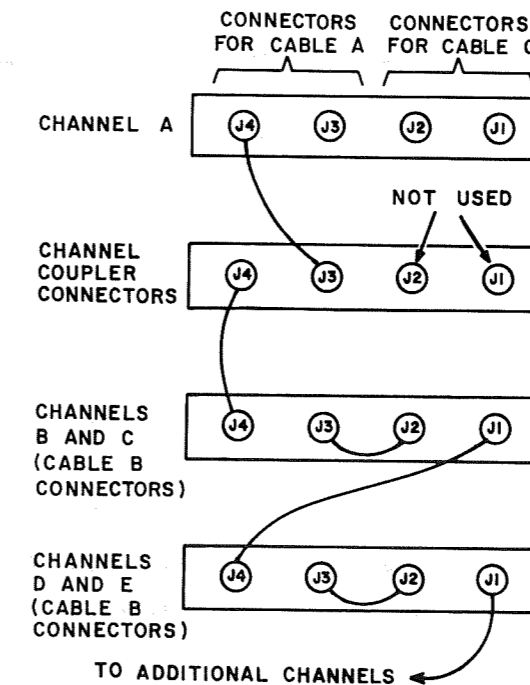 CONNECTORS
FOR CABLE A
CONNECTORS
FOR CABLE
CHANNEL A
J4
J3
J2
J1
NOT USED
CHANNEL
COUPLER
CONNECTORS
J4
J3
J2
J1
CHANNELS
B AND C
(CABLE B
CONNECTORS)
J4
J3
J2
J1
CHANNELS
D AND E
(CABLE B
CONNECTORS)
J4
J3
J2
J1
TO ADDITIONAL CHANNELS